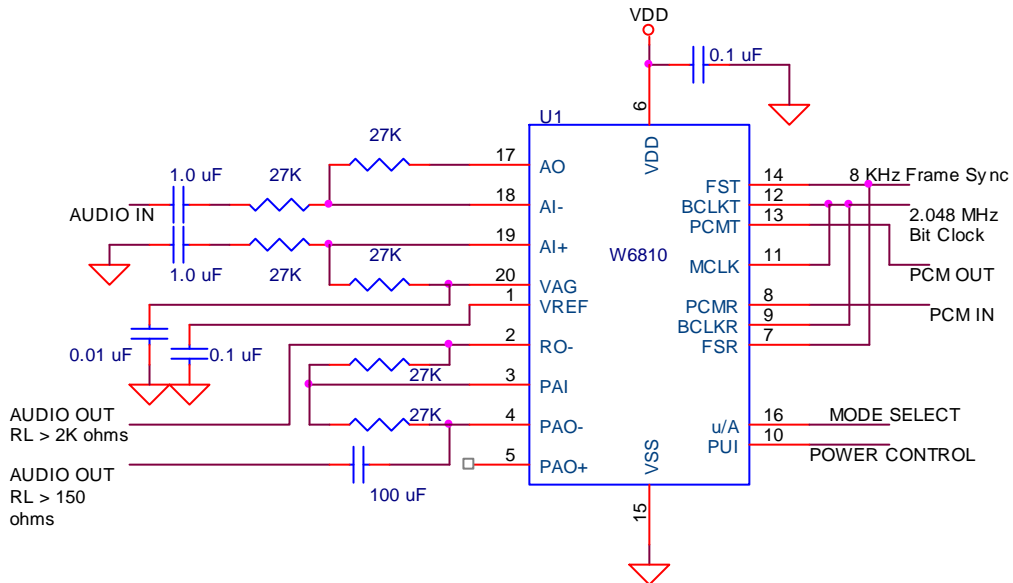 VDD
0.1 uF
6
U1
27K
17
AO
VDD
1.0 uF
27K
14
FST
8 KHz Frame Sync
18
AI-
12
BCLKT
AUDIO IN
13
PCMT
2.048 MHz
Bit Clock
19
AI+
W6810
11
MCLK
PCM OUT
1.0 uF
27K
27K
20
VAG
1
VREF
8
PCMR
PCM IN
9
BCLKR
0.01 uF
0.1 uF
2
RO-
7
FSR
27K
3
PAI
AUDIO OUT
RL > 2K ohms
27K
4
PAO-
16
u/A
MODE SELECT
10
PUI
POWER CONTROL
5
PAO+
VSS
AUDIO OUT
RL > 150
ohms
100 uF
15